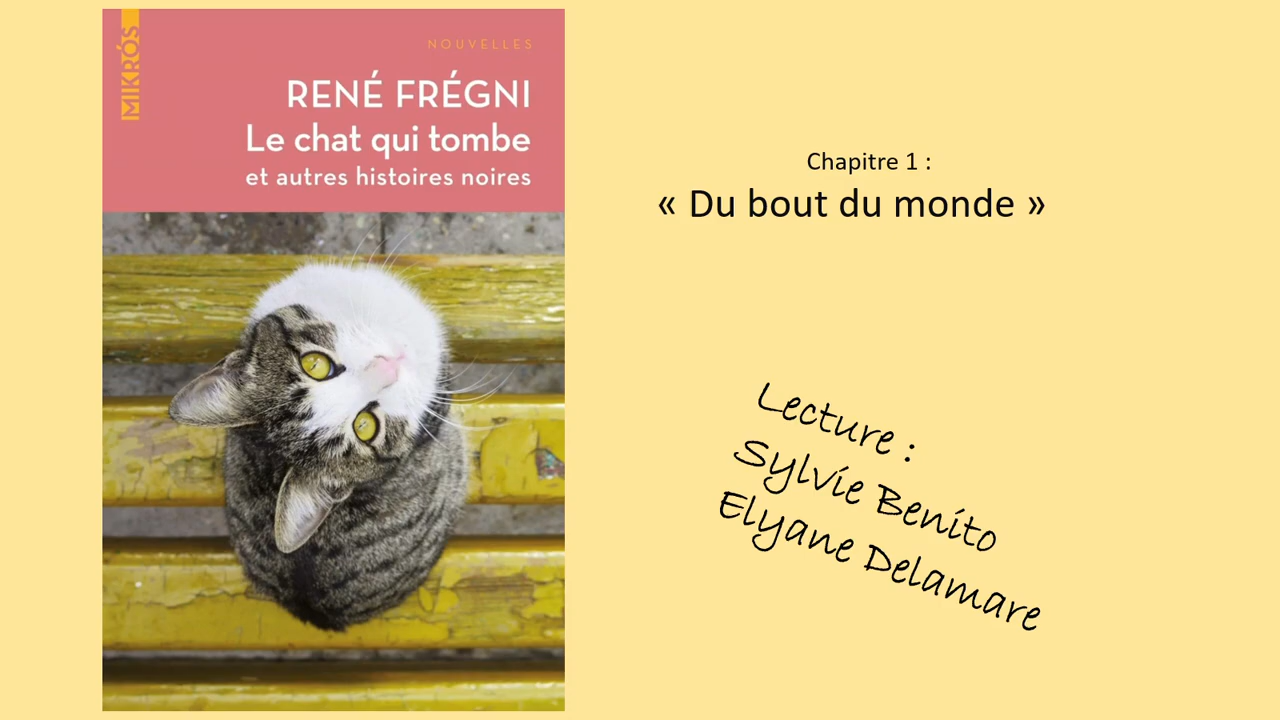 MIKRÓS
NOUVELLES
RENÉ FRÉGNI
Le chat qui tombe
et autres histoires noires
Chapitre 1 :
« Du bout du monde »
Lecture :
Sylvie Benito
Elyane Delamare